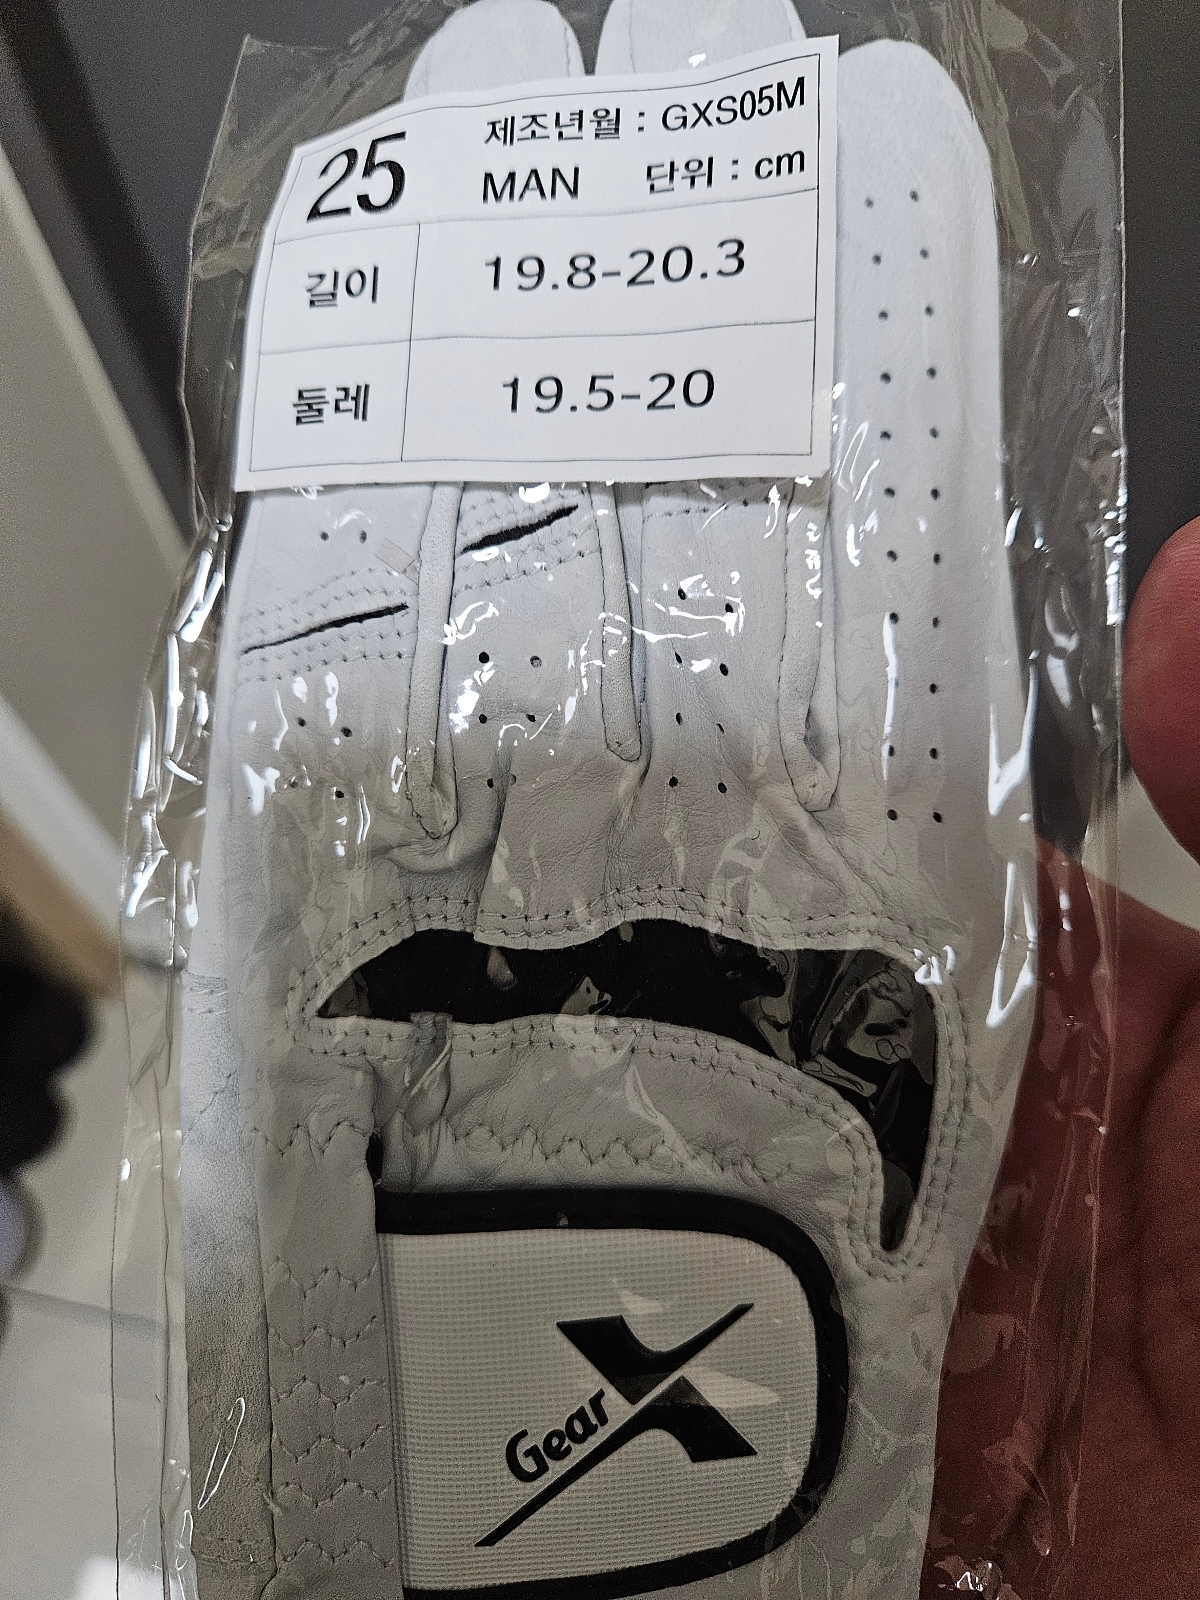 25
제조년월 : GXS05M
MAN 단위 : cm
길이 19.8-20.3
둘레 19.5-20
Gear X